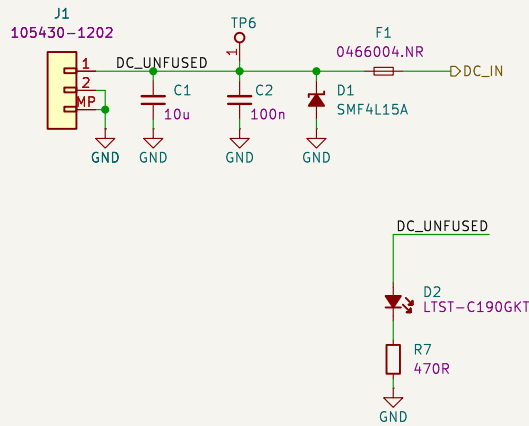 J1
105430-1202
1
2
MP
DC_UNFUSED
TP6
1
F1
0466004.NR
DC_IN
C1
10u
C2
100n
D1
SMF4L15A
GND
GND
GND
GND
DC_UNFUSED
D2
LTST-C190GKT
R7
470R
GND